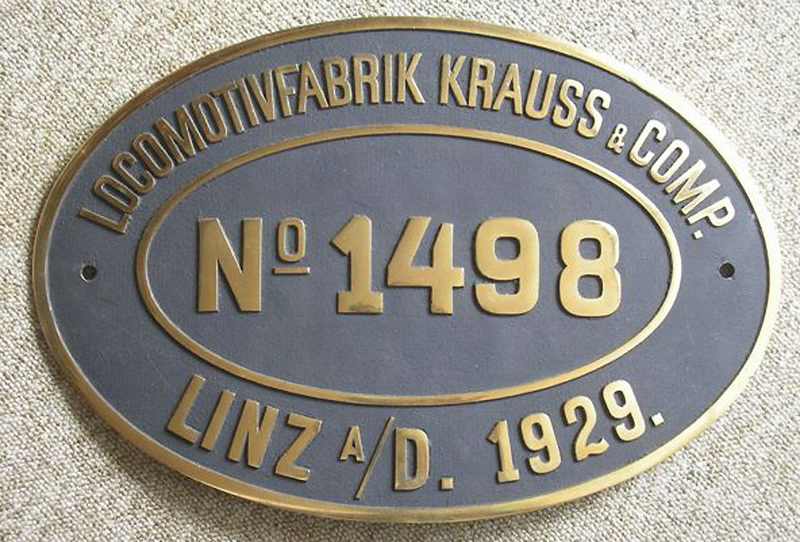 LOCOMOTIVFABRIK KRAUSS & COMP.
Nº 1498
LINZ A/D. 1929.